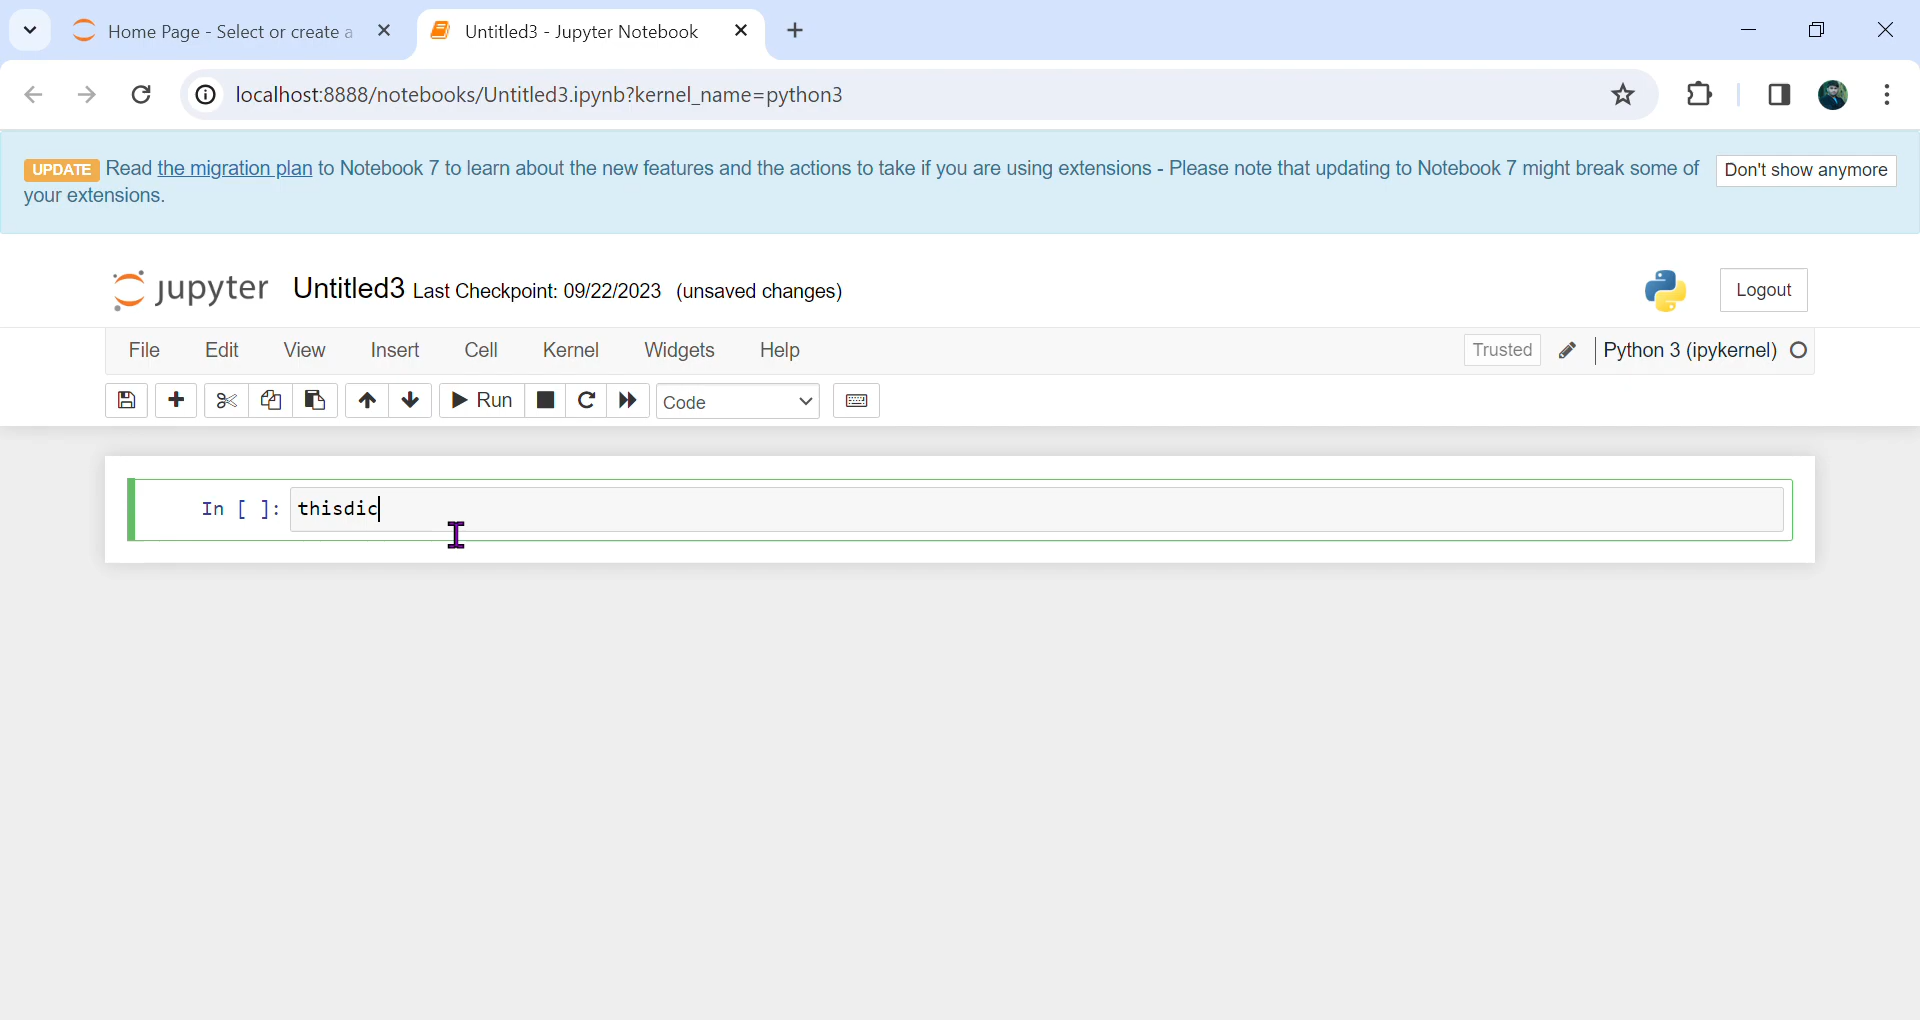 Home Page - Select or create a
Untitled3 - Jupyter Notebook
localhost:8888/notebooks/Untitled3.ipynb?kernel_name=python3
UPDATE Read the migration plan to Notebook 7 to learn about the new features and the actions to take if you are using extensions - Please note that updating to Notebook 7 might break some of
your extensions.
Don't show anymore
jupyter Untitled3 Last Checkpoint: 09/22/2023 (unsaved changes)
Logout
File Edit View Insert Cell Kernel Widgets Help
Trusted Python 3 (ipykernel)
Run Code
In [ ]: thisdic